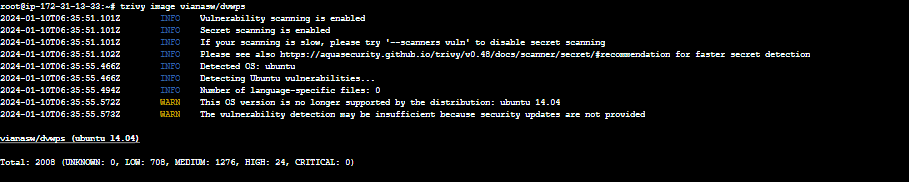 root@ip-172-31-13-33:~# trivy image vianasw/dvwps
2024-01-10T06:35:51.101Z INFO Vulnerability scanning is enabled
2024-01-10T06:35:51.101Z INFO Secret scanning is enabled
2024-01-10T06:35:51.101Z INFO If your scanning is slow, please try '--scanners vuln' to disable secret scanning
2024-01-10T06:35:51.103Z INFO Please see also https://aquasecurity.github.io/trivy/v0.48/docs/scanner/secret/#recommendation for faster secret detection
2024-01-10T06:35:55.466Z INFO Detected OS: ubuntu
2024-01-10T06:35:55.466Z INFO Detecting Ubuntu vulnerabilities...
2024-01-10T06:35:55.494Z INFO Number of language-specific files: 0
2024-01-10T06:35:55.572Z WARN This OS version is no longer supported by the distribution: ubuntu 14.04
2024-01-10T06:35:55.573Z WARN The vulnerability detection may be insufficient because security updates are not provided
vianasw/dvwps (ubuntu 14.04)
Total: 2008 (UNKNOWN: 0, LOW: 708, MEDIUM: 1276, HIGH: 24, CRITICAL: 0)